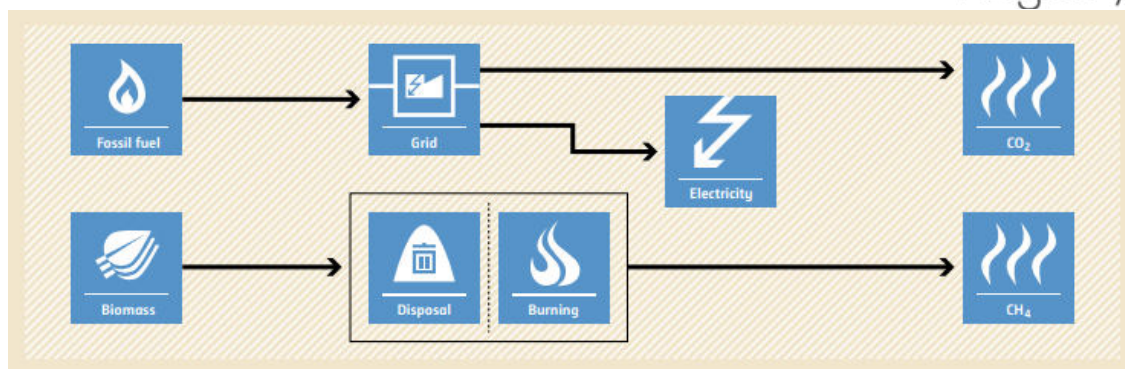 Fossil fuel
Grid
CO₂
Electricity
Biomass
Disposal
Burning
CH₄